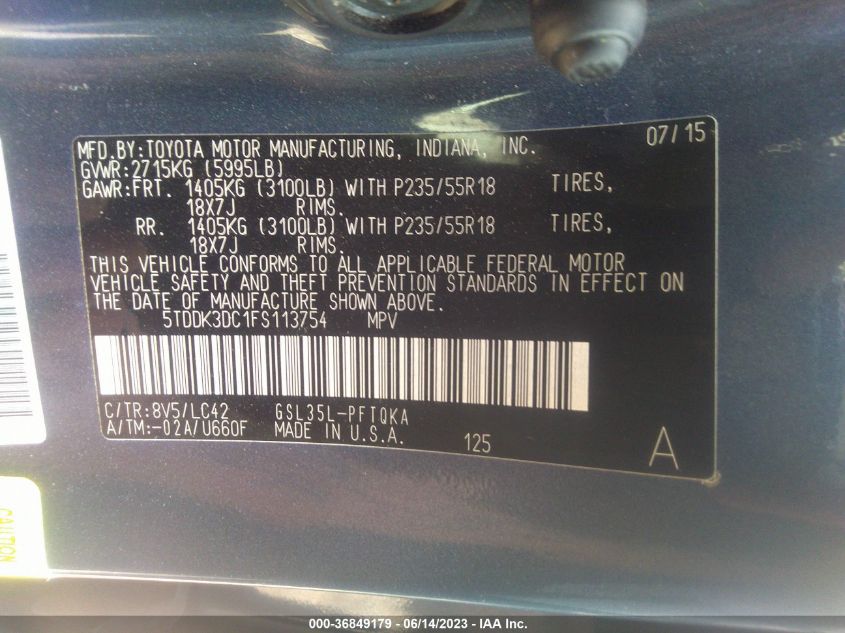 MFD.BY:TOYOTA MOTOR MANUFACTURING, INDIANA, INC. 07/15
GVWR:2715KG (5995LB)
GAWR:FRT. 1405KG (3100LB) WITH P235/55R18 TIRES,
18X7J RIMS.
RR. 1405KG (3100LB) WITH P235/55R18 TIRES,
18X7J RIMS.
THIS VEHICLE CONFORMS TO ALL APPLICABLE FEDERAL MOTOR
VEHICLE SAFETY AND THEFT PREVENTION STANDARDS IN EFFECT ON
THE DATE OF MANUFACTURE SHOWN ABOVE.
5TDDK3DC1FS113754 MPV
C/TR:8V5/LC42 GSL35L-PFTQKA
A/TM:-02A/U660F MADE IN U.S.A. 125 A
CAUTION
000-36849179 - 06/14/2023 - IAA Inc.